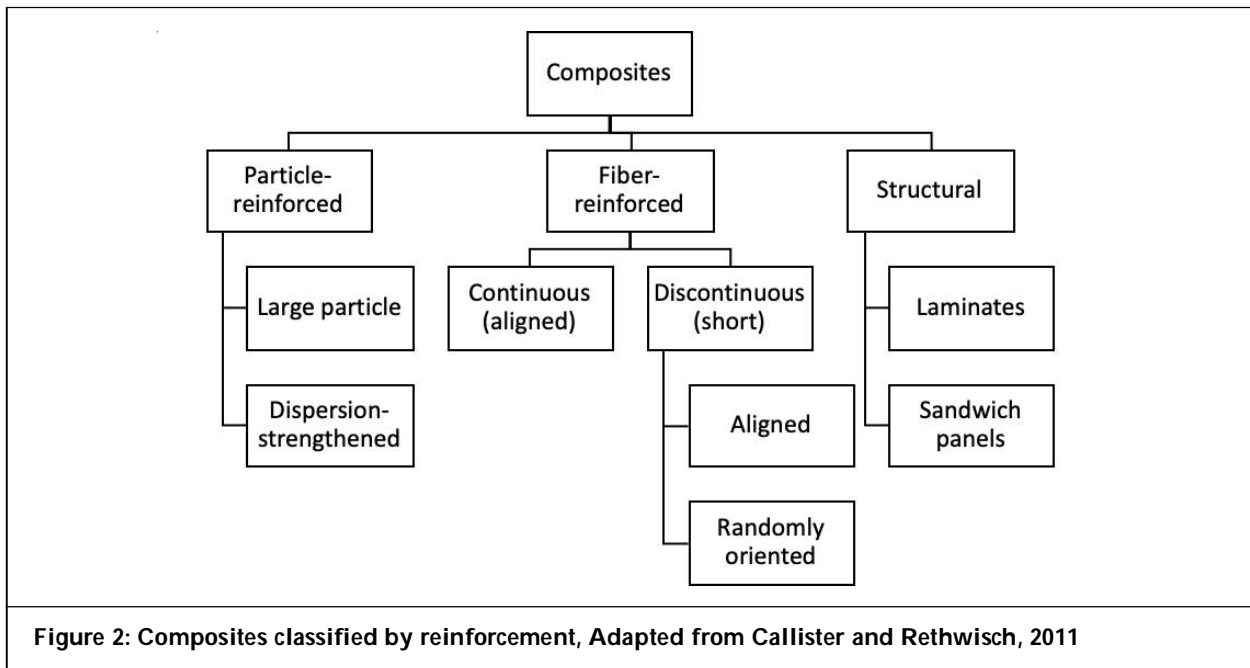 Composites
Particle-
reinforced
Fiber-
reinforced
Structural
Large particle
Continuous
(aligned)
Discontinuous
(short)
Laminates
Dispersion-
strengthened
Aligned
Sandwich
panels
Randomly
oriented
Figure 2: Composites classified by reinforcement, Adapted from Callister and Rethwisch, 2011